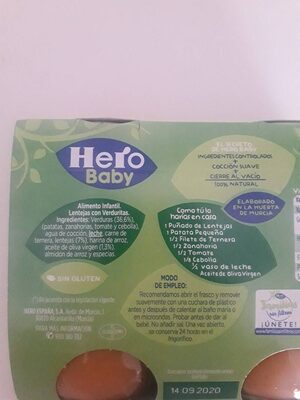 Hero
Baby
EL SECRETO
DE HERO BABY
INGREDIENTES CONTROLADOS
+
COCCIÓN SUAVE
+
CIERRE AL VACÍO
100% NATURAL
ELABORADO
EN LA HUERTA
DE MURCIA
Alimento Infantil.
Lentejas con Verduritas.
Ingredientes: Verduras (38,6%),
(patatas, zanahorias, tomate y cebolla),
agua de cocción, leche, carne de
ternera, lentejas (7%), harina de arroz,
aceite de oliva virgen (1,3%),
almidón de arroz y especias.
SIN GLUTEN
HERO ESPAÑA, S.A.
30820 Alcantarilla (Murcia)
PARA MÁS INFORMACIÓN
Como tú lo
harías en casa
1 Puñado de Lentejas
1 Patata Pequeña
1/2 Filete de Ternera
1/2 Zanahoria
1/2 Tomate
1/4 Cebolla
1/2 vaso de leche
Aceite de Oliva Virgen
MODO
DE EMPLEO:
Recomendamos abrir el frasco y remover
suavemente con una cuchara de plástico
antes y después de calentar al baño maría o
en microondas. Probar antes de dar al
bebé. No añadir sal. Una vez abierto,
se conserva 24 horas en el
frigorífico.
¡ÚNETE!
14 09 2020